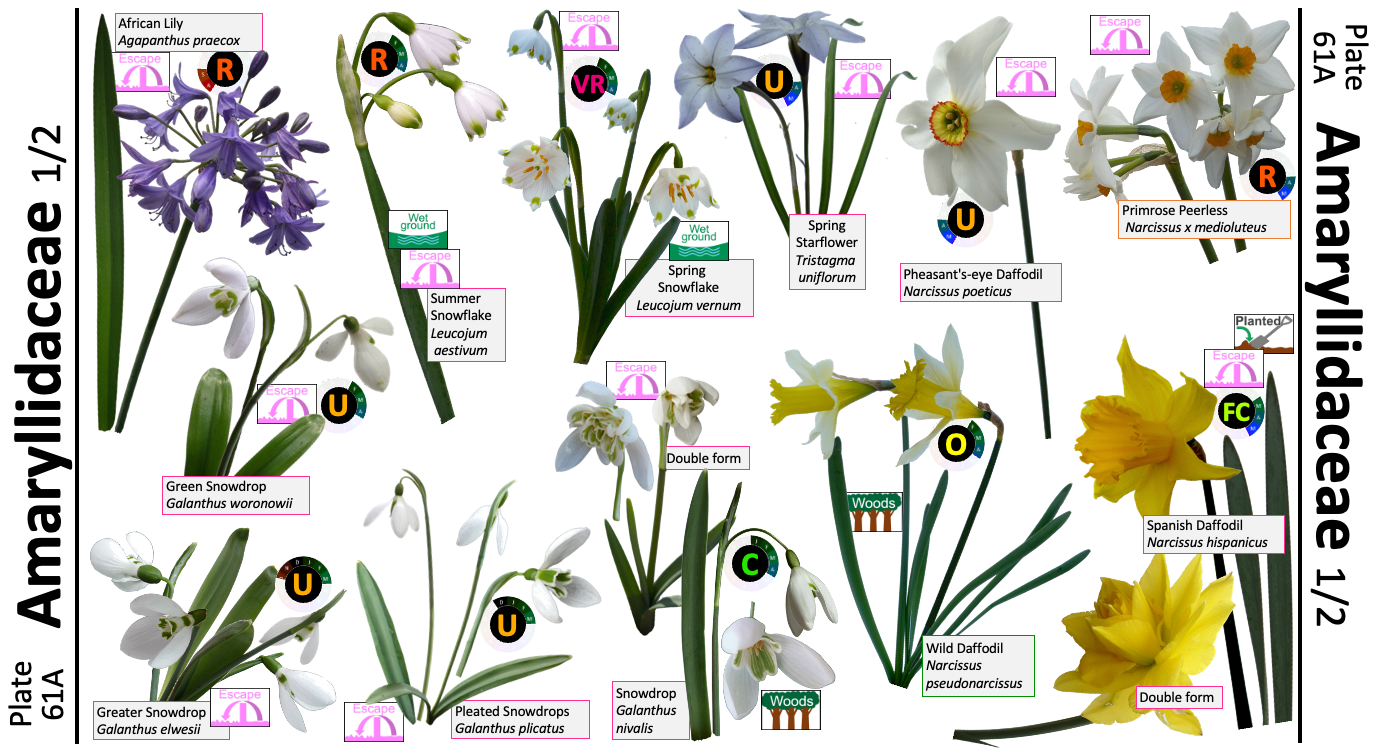 Plate
61A
Amaryllidaceae 1/2
African Lily
Agapanthus praecox
Escape
R
R
Wet
ground
Escape
Summer
Snowflake
Leucojum
aestivum
Escape
VR
Wet
ground
Spring
Snowflake
Leucojum vernum
U
Escape
Spring
Starflower
Tristagma
uniflorum
Escape
U
Pheasant's-eye Daffodil
Narcissus poeticus
Escape
R
Primrose Peerless
Narcissus x medioluteus
Escape
U
Green Snowdrop
Galanthus woronowii
U
Escape
Greater Snowdrop
Galanthus elwesii
U
Escape
Pleated Snowdrops
Galanthus plicatus
Escape
Double form
C
Snowdrop
Galanthus
nivalis
Woods
O
Woods
Wild Daffodil
Narcissus
pseudonarcissus
Planted
Escape
FC
Spanish Daffodil
Narcissus hispanicus
Double form
Plate
61A
Amaryllidaceae 1/2